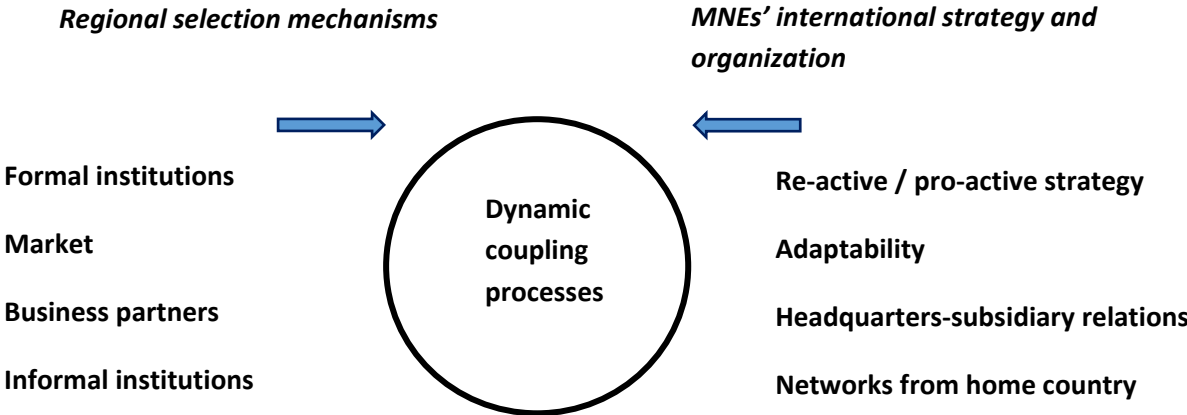 Regional selection mechanisms
MNEs’ international strategy and
organization
Formal institutions
Market
Business partners
Informal institutions
Dynamic
coupling
processes
Re-active / pro-active strategy
Adaptability
Headquarters-subsidiary relations
Networks from home country